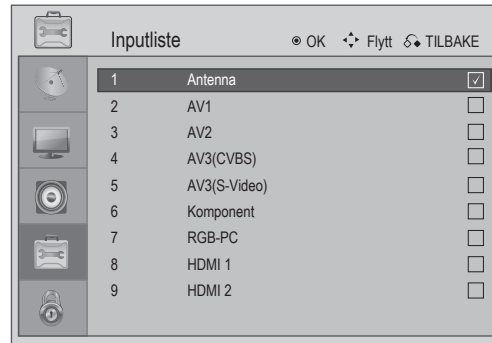 Inputliste OK Flytt TILBAKE
1 Antenna
2 AV1
3 AV2
4 AV3(CVBS)
5 AV3(S-Video)
6 Komponent
7 RGB-PC
8 HDMI 1
9 HDMI 2